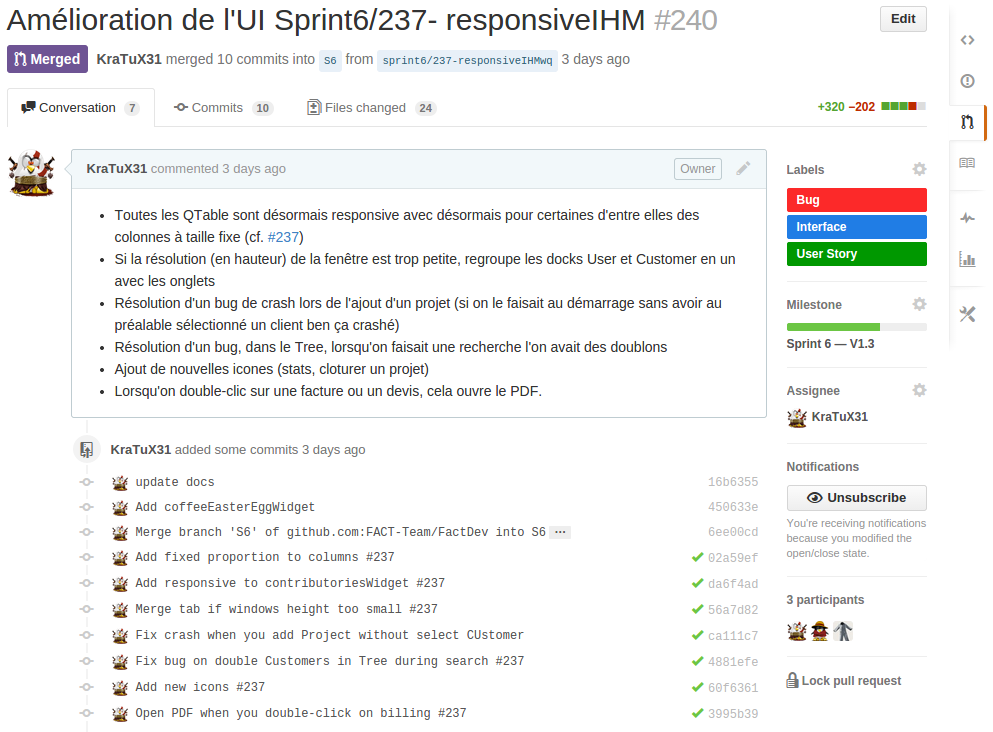 Amélioration de l'UI Sprint6/237- responsiveIHM #240
Edit
Merged KraTuX31 merged 10 commits into S6 from sprint6/237-responsiveIHMwq 3 days ago
Conversation 7 Commits 10 Files changed 24 +320 −202
KraTuX31 commented 3 days ago Owner
• Toutes les QTable sont désormais responsive avec désormais pour certaines d'entre elles des
colonnes à taille fixe (cf. #237)
• Si la résolution (en hauteur) de la fenêtre est trop petite, regroupe les docks User et Customer en un
avec les onglets
• Résolution d'un bug de crash lors de l'ajout d'un projet (si on le faisait au démarrage sans avoir au
préalable sélectionné un client ben ça crashé)
• Résolution d'un bug, dans le Tree, lorsqu'on faisait une recherche l'on avait des doublons
• Ajout de nouvelles icones (stats, cloturer un projet)
• Lorsqu'on double-clic sur une facture ou un devis, cela ouvre le PDF.
KraTuX31 added some commits 3 days ago
update docs 16b6355
Add coffeeEasterEggWidget 450633e
Merge branch 'S6' of github.com:FACT-Team/FactDev into S6 ··· 6ee00cd
Add fixed proportion to columns #237 02a59ef
Add responsive to contributoriesWidget #237 da6f4ad
Merge tab if windows height too small #237 56a7d82
Fix crash when you add Project without select CUstomer ca111c7
Fix bug on double Customers in Tree during search #237 4881efe
Add new icons #237 60f6361
Open PDF when you double-click on billing #237 3995b39
Labels
Bug
Interface
User Story
Milestone
Sprint 6 — V1.3
Assignee
KraTuX31
Notifications
Unsubscribe
You're receiving notifications
because you modified the
open/close state.
3 participants
Lock pull request